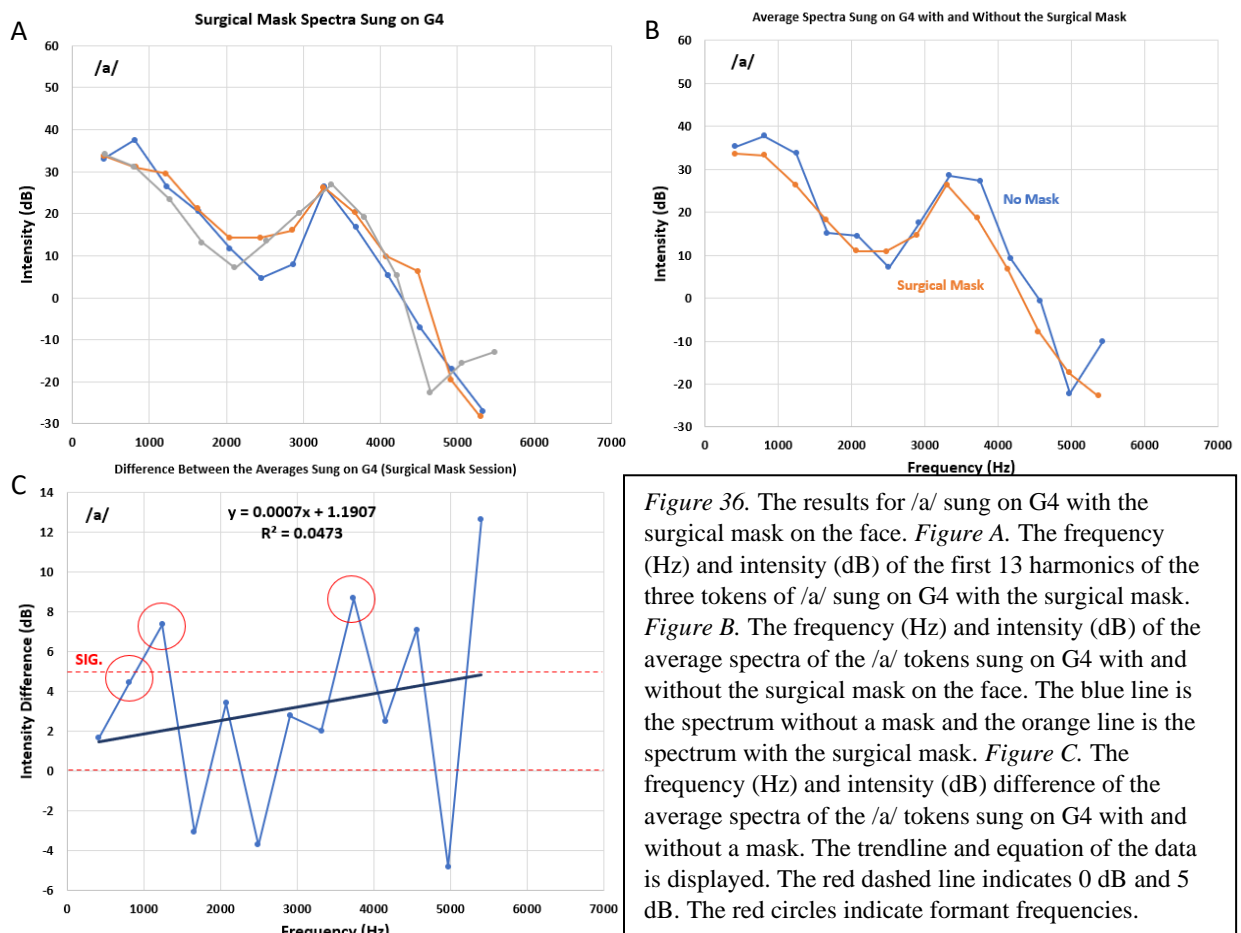 A
Surgical Mask Spectra Sung on G4
/a/
Intensity (dB)
60
50
40
30
20
10
0
-10
-20
-30
0 1000 2000 3000 4000 5000 6000 7000
B
Average Spectra Sung on G4 with and Without the Surgical Mask
/a/
No Mask
Surgical Mask
Intensity (dB)
60
50
40
30
20
10
0
-10
-20
-30
0 1000 2000 3000 4000 5000 6000 7000
Frequency (Hz)
Difference Between the Averages Sung on G4 (Surgical Mask Session)
C
/a/
y = 0.0007x + 1.1907
R² = 0.0473
SIG.
Intensity Difference (dB)
14
12
10
8
6
4
2
0
-2
-4
-6
0 1000 2000 3000 4000 5000 6000 7000
Frequency (Hz)
Figure 36. The results for /a/ sung on G4 with the
surgical mask on the face. Figure A. The frequency
(Hz) and intensity (dB) of the first 13 harmonics of the
three tokens of /a/ sung on G4 with the surgical mask.
Figure B. The frequency (Hz) and intensity (dB) of the
average spectra of the /a/ tokens sung on G4 with and
without the surgical mask on the face. The blue line is
the spectrum without a mask and the orange line is the
spectrum with the surgical mask. Figure C. The
frequency (Hz) and intensity (dB) difference of the
average spectra of the /a/ tokens sung on G4 with and
without a mask. The trendline and equation of the data
is displayed. The red dashed line indicates 0 dB and 5
dB. The red circles indicate formant frequencies.